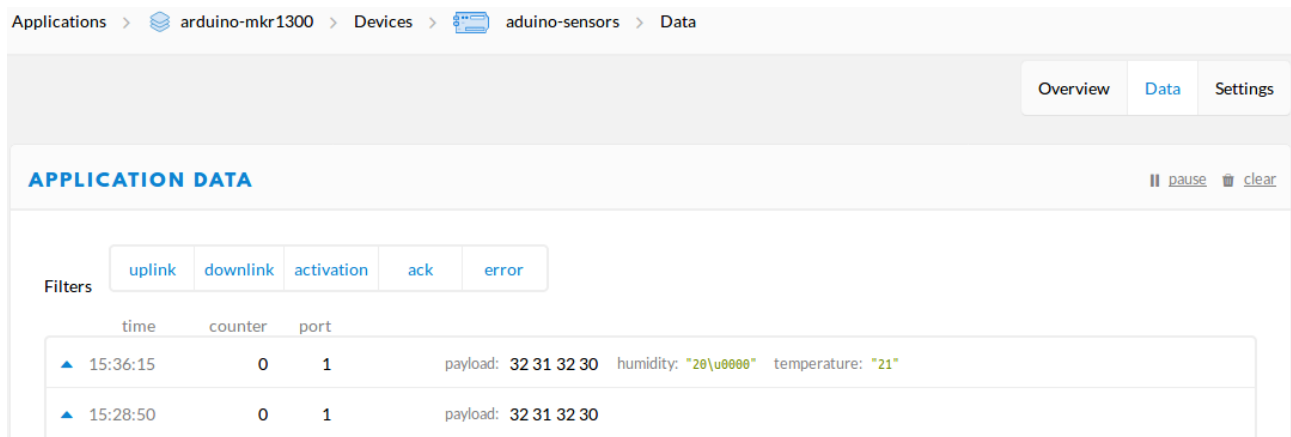 Applications > arduino-mkr1300 > Devices > aduino-sensors > Data
Overview Data Settings
APPLICATION DATA pause clear
Filters uplink downlink activation ack error
time counter port
15:36:15 0 1 payload: 32 31 32 30 humidity: "20\u0000" temperature: "21"
15:28:50 0 1 payload: 32 31 32 30